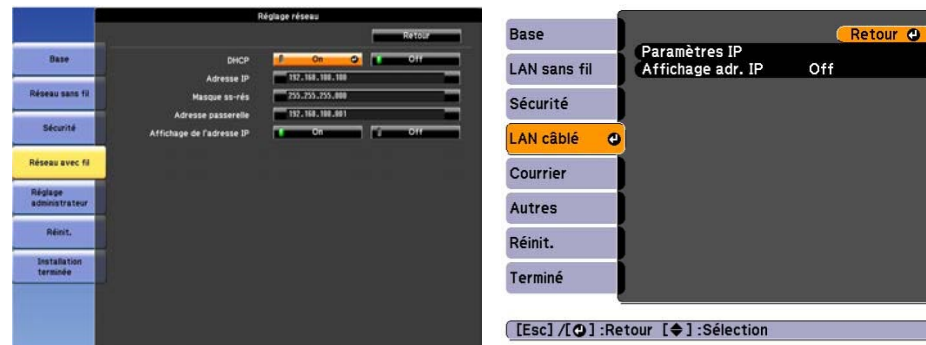 Réglage réseau
Retour
Base
Réseau sans fil
Sécurité
Réseau avec fil
Réglage
administrateur
Réinit.
Installation
terminée
DHCP On Off
Adresse IP 192.168.100.100
Masque ss-rés 255.255.255.000
Adresse passerelle 192.168.100.001
Affichage de l'adresse IP On Off
Base
LAN sans fil
Sécurité
LAN câblé
Courrier
Autres
Réinit.
Terminé
Retour
Paramètres IP
Affichage adr. IP Off
[Esc] /[ ] :Retour [ ] :Sélection